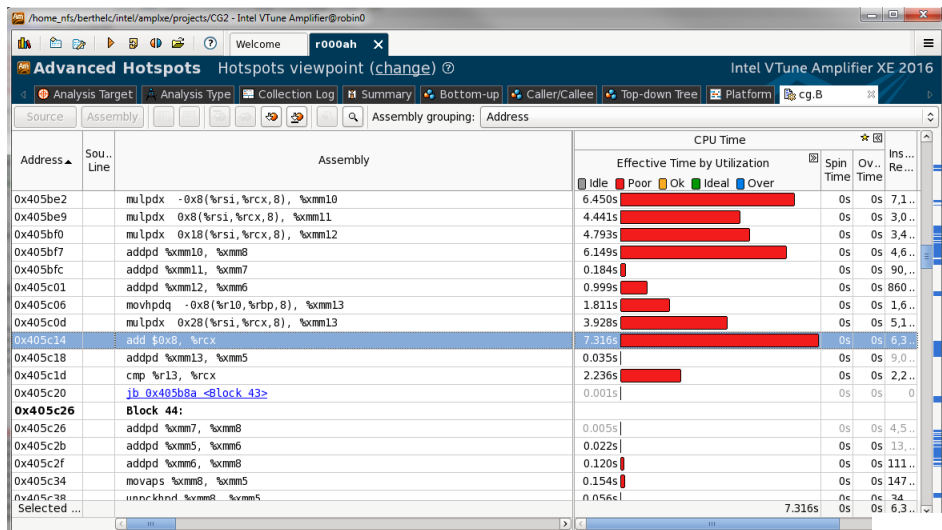 /home_nfs/berthelc/intel/amplxe/projects/CG2 - Intel VTune Amplifier@robin0
Welcome r000ah
Advanced Hotspots Hotspots viewpoint (change) Intel VTune Amplifier XE 2016
Analysis Target Analysis Type Collection Log Summary Bottom-up Caller/Callee Top-down Tree Platform cg.B
Source Assembly Assembly grouping: Address
CPU Time
Address Sou.. Line Assembly Effective Time by Utilization Spin Time Ov.. Time Ins... Re...
Idle Poor Ok Ideal Over
0x405be2 mulpdx -0x8(%rsi,%rcx,8), %xmm10 6.450s 0s 0s 7,1..
0x405be9 mulpdx 0x8(%rsi,%rcx,8), %xmm11 4.441s 0s 0s 3,0..
0x405bf0 mulpdx 0x18(%rsi,%rcx,8), %xmm12 4.793s 0s 0s 3,4..
0x405bf7 addpd %xmm10, %xmm8 6.149s 0s 0s 4,6..
0x405bfc addpd %xmm11, %xmm7 0.184s 0s 0s 90,..
0x405c01 addpd %xmm12, %xmm6 0.999s 0s 0s 860..
0x405c06 movhpdq -0x8(%r10,%rbp,8), %xmm13 1.811s 0s 0s 1,6..
0x405c0d mulpdx 0x28(%rsi,%rcx,8), %xmm13 3.928s 0s 0s 5,1..
0x405c14 add $0x8, %rcx 7.316s 0s 0s 6,3..
0x405c18 addpd %xmm13, %xmm5 0.035s 0s 0s 9,0..
0x405c1d cmp %r13, %rcx 2.236s 0s 0s 2,2..
0x405c20 jb 0x405b8a <Block 43> 0.001s 0s 0s 0
0x405c26 Block 44:
0x405c26 addpd %xmm7, %xmm8 0.005s 0s 0s 4,5..
0x405c2b addpd %xmm5, %xmm6 0.022s 0s 0s 13,..
0x405c2f addpd %xmm6, %xmm8 0.120s 0s 0s 111..
0x405c34 movaps %xmm8, %xmm5 0.154s 0s 0s 147..
0x405c38 unpckhpd %xmm8, %xmm5 0.056s 0s 0s 34
Selected ... 7.316s 0s 0s 6,3..